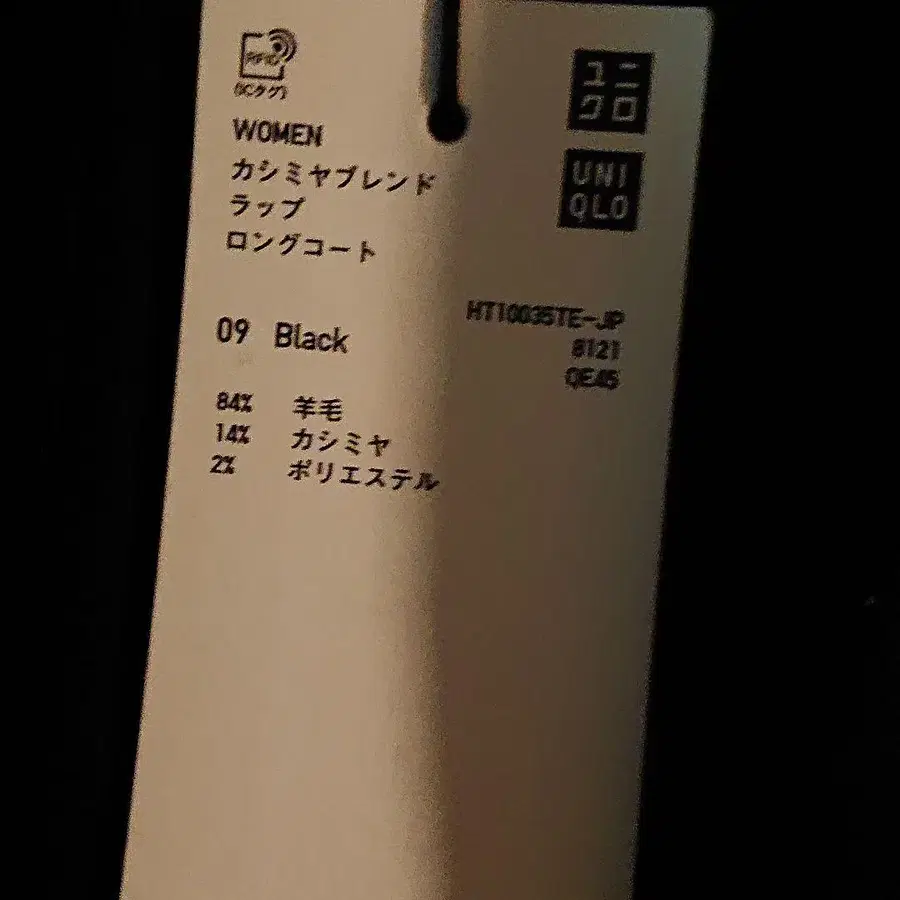 RFID
(ICタグ)
ユニ
クロ
UNI
QLO
WOMEN
カシミヤブレンド
ラップ
ロングコート
09 Black
HT10035TE-JP
8121
QE45
84% 羊毛
14% カシミヤ
2% ポリエステル